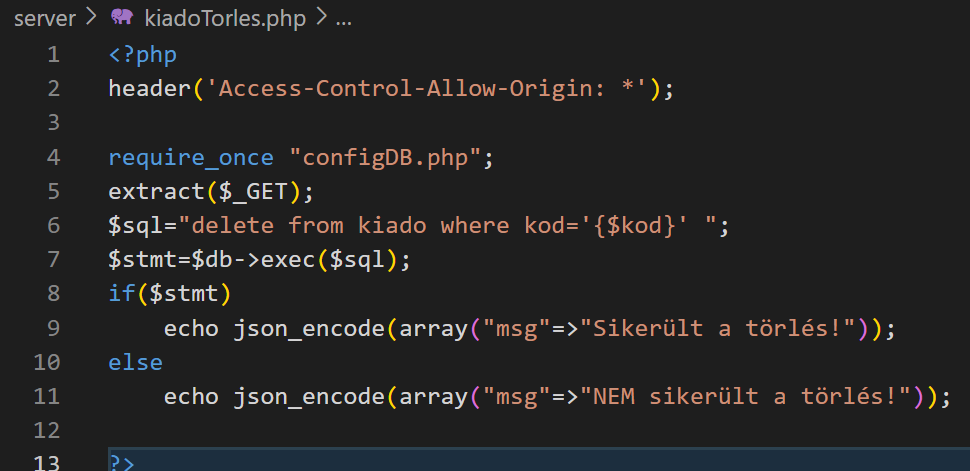 server > kiadoTorles.php > ...
1 <?php
2 header('Access-Control-Allow-Origin: *');
3
4 require_once "configDB.php";
5 extract($_GET);
6 $sql="delete from kiado where kod='{$kod}' ";
7 $stmt=$db->exec($sql);
8 if($stmt)
9     echo json_encode(array("msg"=>"Sikerült a törlés!"));
10 else
11     echo json_encode(array("msg"=>"NEM sikerült a törlés!"));
12
13 ?>